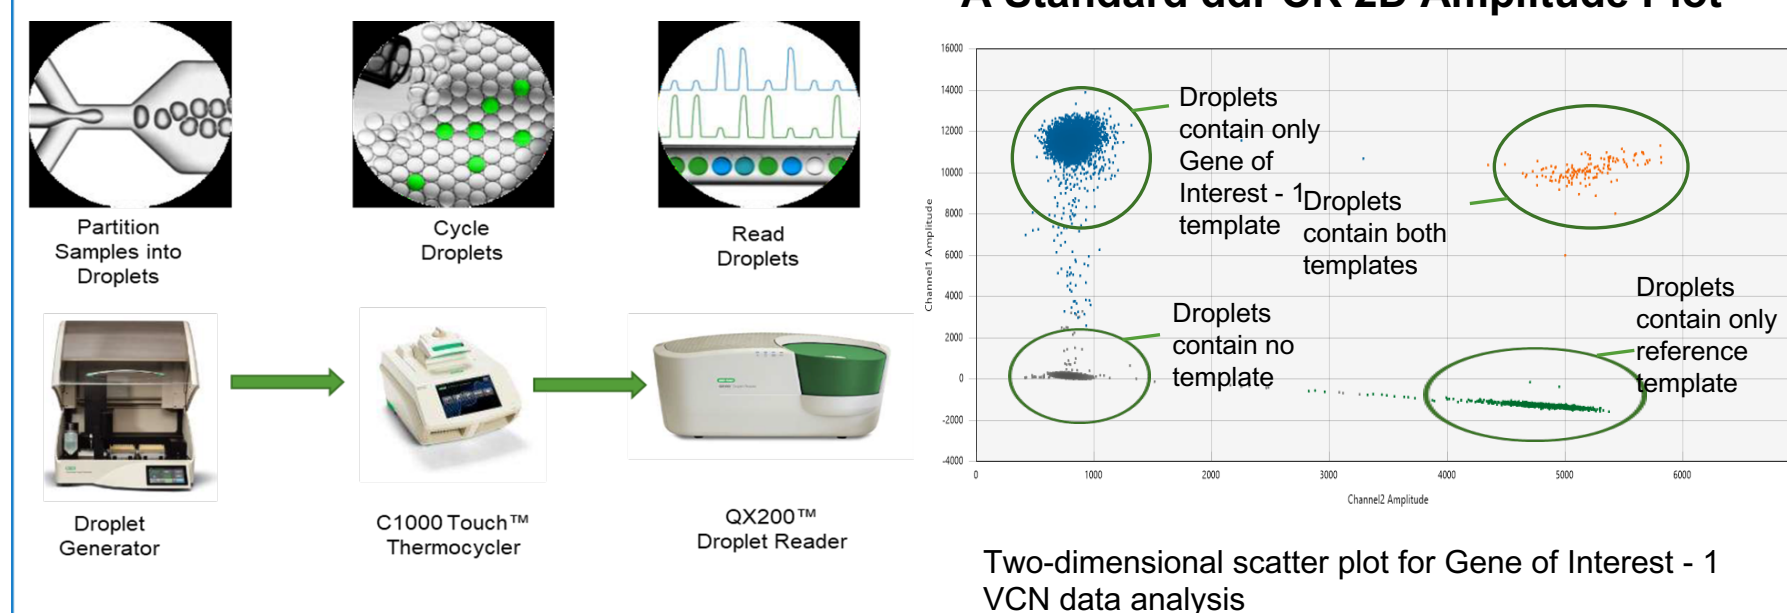 A Standard ddPCR 2D Amplitude Plot
Partition
Samples into
Droplets
Cycle
Droplets
Read
Droplets
Droplet
Generator
C1000 Touch™
Thermocycler
QX200™
Droplet Reader
16000
14000
12000
10000
8000
6000
4000
2000
0
-2000
-4000
Channel1 Amplitude
0
1000
2000
3000
4000
5000
6000
Channel2 Amplitude
Droplets
contain only
Gene of
Interest - 1
template
Droplets
contain both
templates
Droplets
contain no
template
Droplets
contain only
reference
template
Two-dimensional scatter plot for Gene of Interest - 1
VCN data analysis